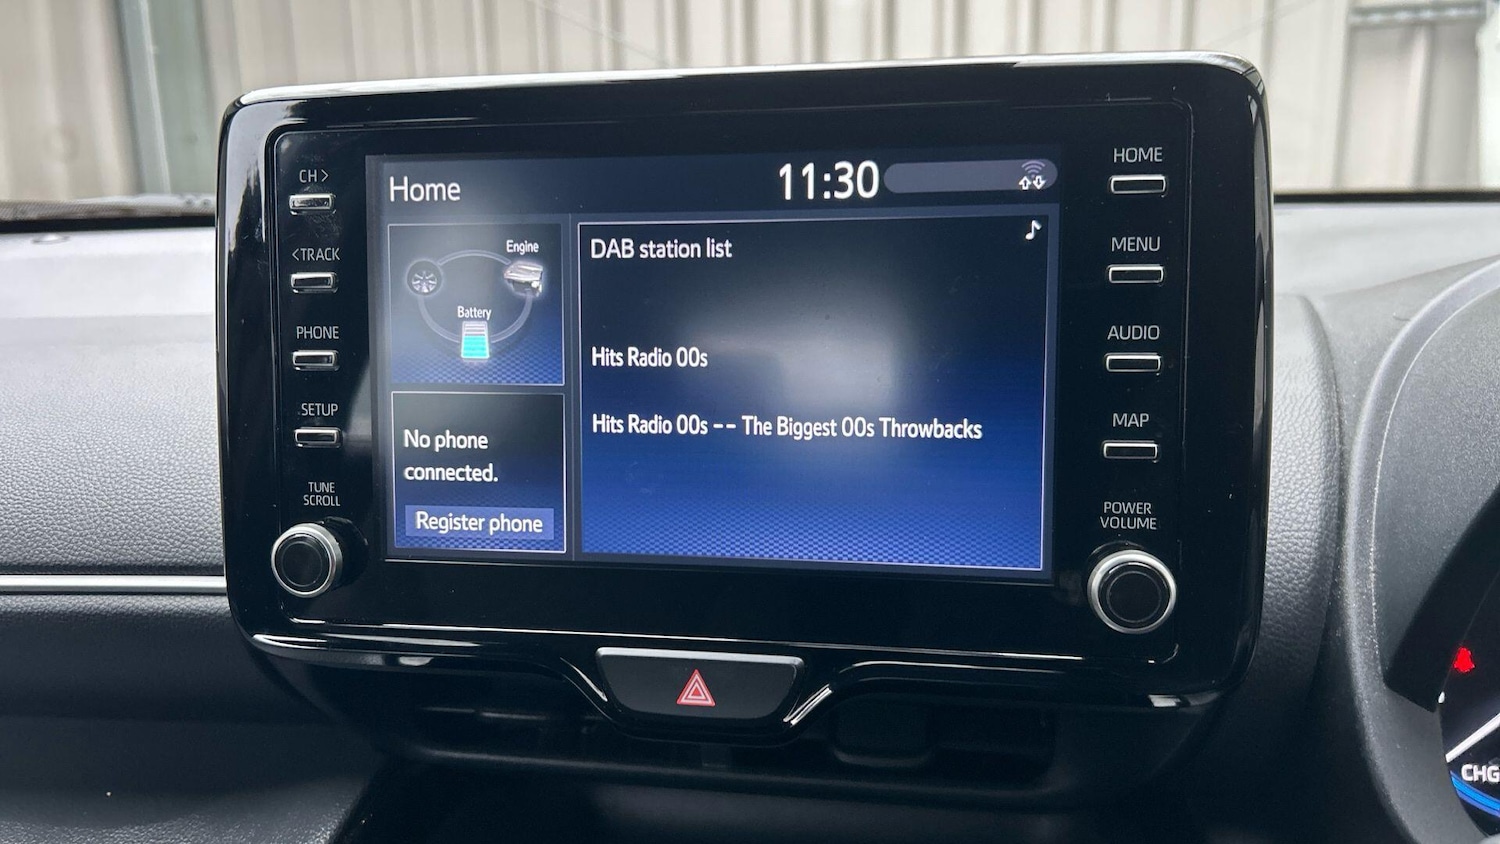 CH >
<TRACK
PHONE
SETUP
TUNE
SCROLL
Home
11:30
Engine
Battery
No phone
connected.
Register phone
DAB station list
Hits Radio 00s
Hits Radio 00s -- The Biggest 00s Throwbacks
HOME
MENU
AUDIO
MAP
POWER
VOLUME
CHG